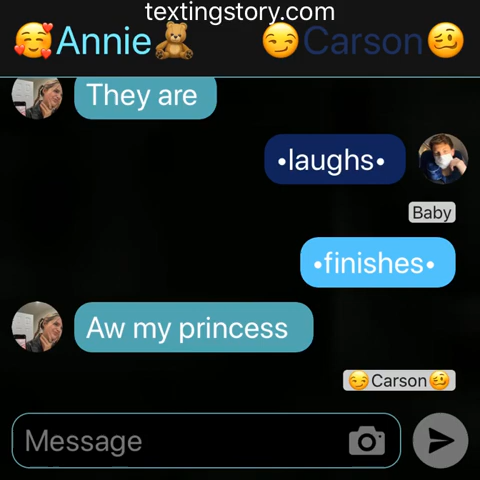 textingstory.com
🥰Annie🧸 😏Carson🥴
They are
•laughs•
Baby
•finishes•
Aw my princess
😏Carson🥴
Message